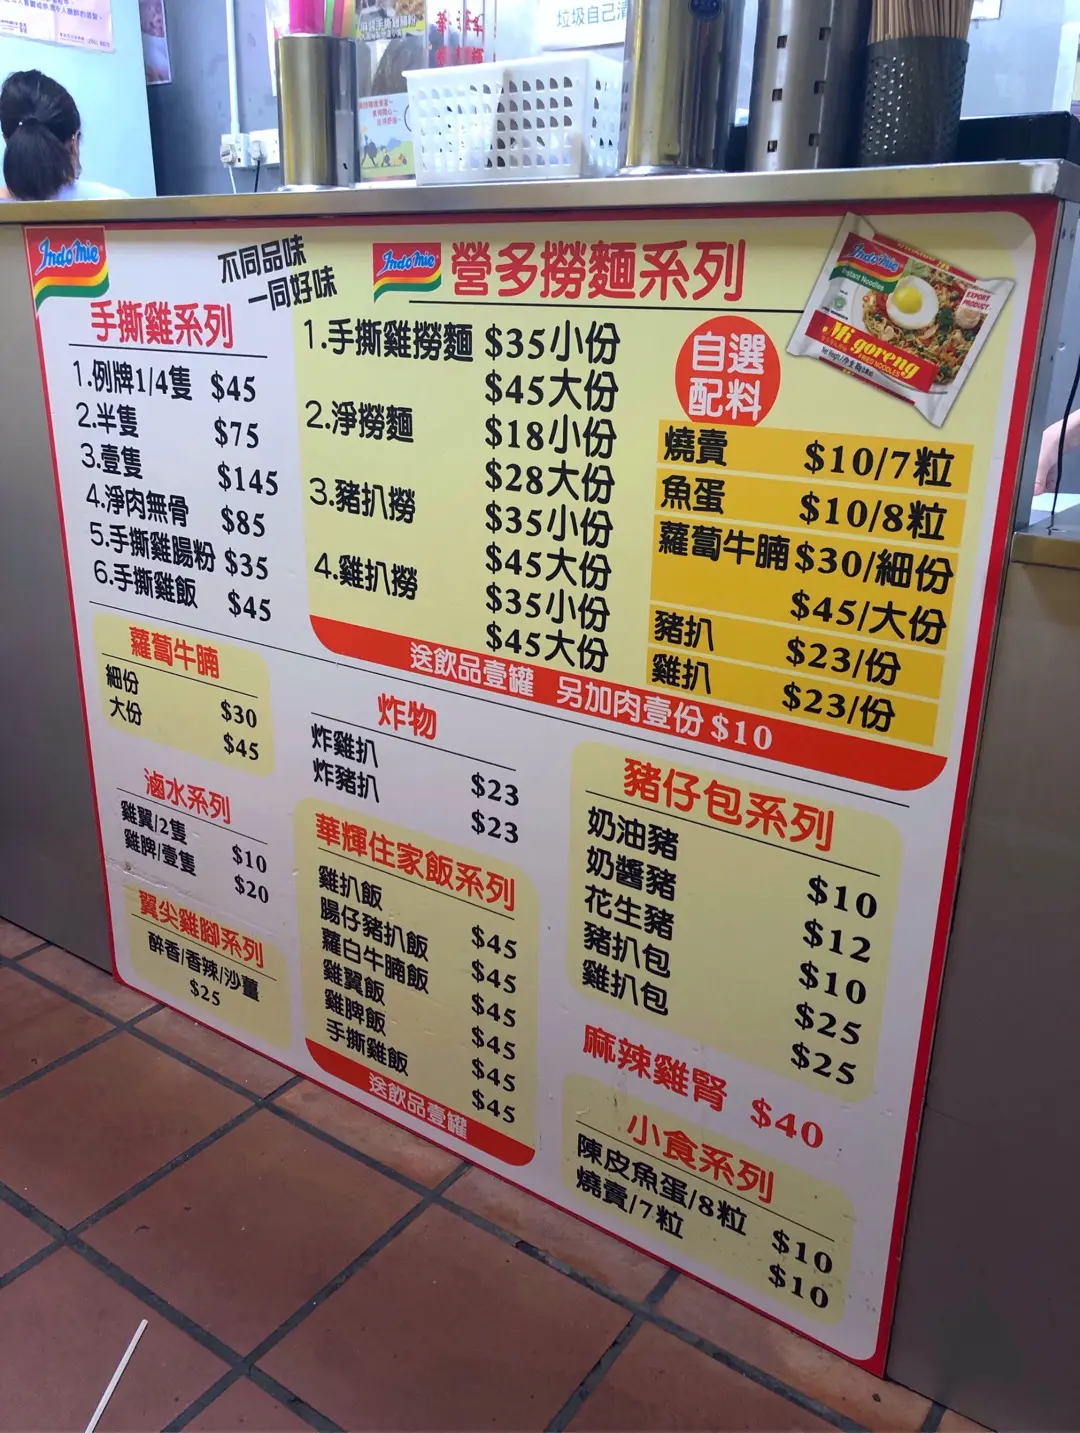 垃圾自己清
Indomie
不同品味
一同好味
手撕雞系列
1.例牌1/4隻 $45
2.半隻 $75
3.壹隻 $145
4.淨肉無骨 $85
5.手撕雞腸粉 $35
6.手撕雞飯 $45
Indomie 營多撈麵系列
1.手撕雞撈麵 $35小份
$45大份
2.淨撈麵 $18小份
$28大份
3.豬扒撈 $35小份
$45大份
4.雞扒撈 $35小份
$45大份
自選
配料
燒賣 $10/7粒
魚蛋 $10/8粒
蘿蔔牛腩 $30/細份
$45/大份
豬扒 $23/份
雞扒 $23/份
送飲品壹罐 另加肉壹份 $10
Indomie
Instant Noodles
EXPORT
PRODUCT
Mi goreng
FRIED NOODLES
蘿蔔牛腩
細份 $30
大份 $45
滷水系列
雞翼/2隻 $10
雞脾/壹隻 $20
翼尖雞腳系列
醉香/香辣/沙薑
$25
炸物
炸雞扒 $23
炸豬扒 $23
華輝住家飯系列
雞扒飯 $45
腸仔豬扒飯 $45
蘿白牛腩飯 $45
雞翼飯 $45
雞脾飯 $45
手撕雞飯 $45
送飲品壹罐
豬仔包系列
奶油豬 $10
奶醬豬 $12
花生豬 $10
豬扒包 $25
雞扒包 $25
麻辣雞腎 $40
小食系列
陳皮魚蛋/8粒 $10
燒賣/7粒 $10